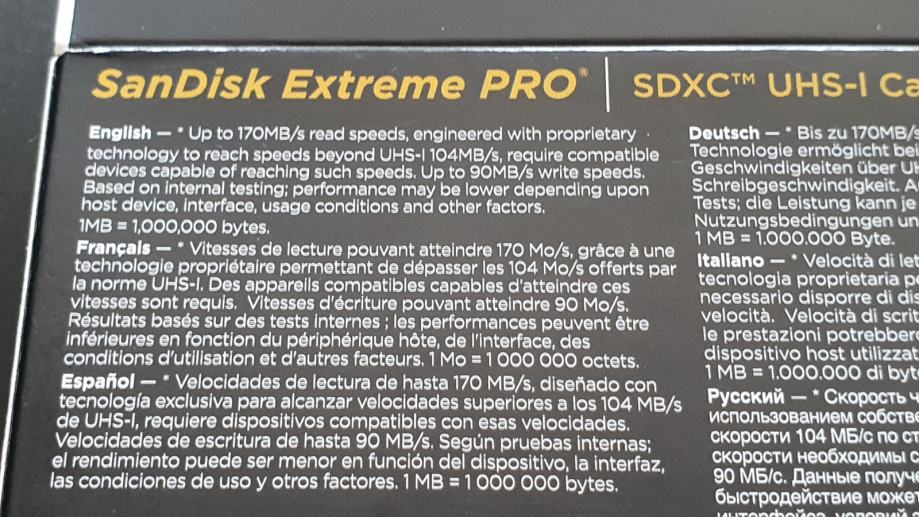 SanDisk Extreme PRO® | SDXC™ UHS-I
English — * Up to 170MB/s read speeds, engineered with proprietary
technology to reach speeds beyond UHS-I 104MB/s, require compatible
devices capable of reaching such speeds. Up to 90MB/s write speeds.
Based on internal testing; performance may be lower depending upon
host device, interface, usage conditions and other factors.
1MB = 1,000,000 bytes.
Français — * Vitesses de lecture pouvant atteindre 170 Mo/s, grâce à une
technologie propriétaire permettant de dépasser les 104 Mo/s offerts par
la norme UHS-I. Des appareils compatibles capables d'atteindre ces
vitesses sont requis. Vitesses d'écriture pouvant atteindre 90 Mo/s.
Résultats basés sur des tests internes ; les performances peuvent être
inférieures en fonction du périphérique hôte, de l'interface, des
conditions d'utilisation et d'autres facteurs. 1 Mo = 1 000 000 octets.
Español — * Velocidades de lectura de hasta 170 MB/s, diseñado con
tecnología exclusiva para alcanzar velocidades superiores a los 104 MB/s
de UHS-I, requiere dispositivos compatibles con esas velocidades.
Velocidades de escritura de hasta 90 MB/s. Según pruebas internas;
el rendimiento puede ser menor en función del dispositivo, la interfaz,
las condiciones de uso y otros factores. 1 MB = 1 000 000 bytes.
Deutsch — * Bis zu 170MB/s
Technologie ermöglicht bei
Geschwindigkeiten über
Schreibgeschwindigkeit.
Tests; die Leistung kann je
Nutzungsbedingungen
1 MB = 1.000.000 Byte.
Italiano — * Velocità di
tecnologia proprietaria
necessario disporre di
velocità. Velocità di
le prestazioni
dispositivo host
1 MB = 1.000.000 di
Русский — * Скорость
использованием
скорости 104 МБ/с по
скорости необходимы
90 МБ/с. Данные
быстродействие может